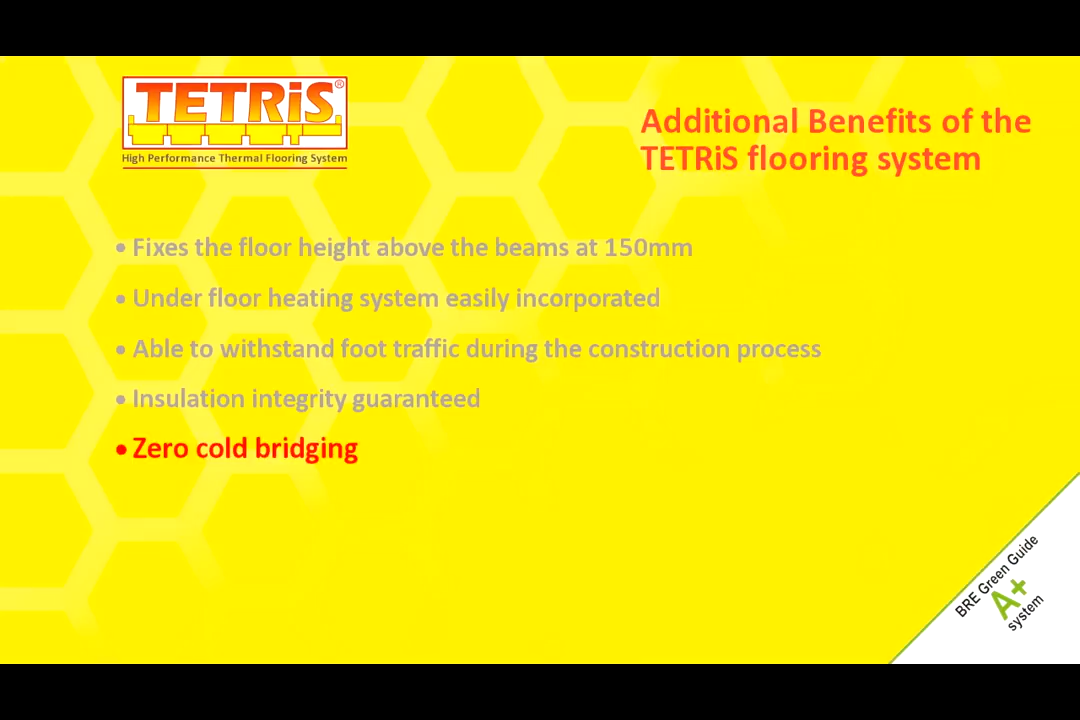 TETRiS®
High Performance Thermal Flooring System
Additional Benefits of the
TETRiS flooring system
• Fixes the floor height above the beams at 150mm
• Under floor heating system easily incorporated
• Able to withstand foot traffic during the construction process
• Insulation integrity guaranteed
• Zero cold bridging
BRE Green Guide
A+
system